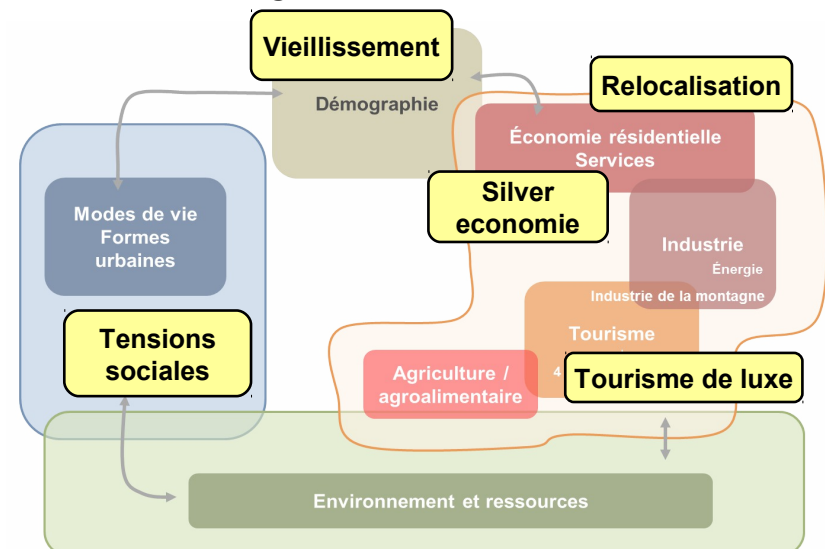 Vieillissement
Démographie
Relocalisation
Économie résidentielle
Services
Silver
economie
Modes de vie
Formes
urbaines
Industrie
Énergie
Industrie de la montagne
Tourisme
4
Tensions
sociales
Agriculture /
agroalimentaire
Tourisme de luxe
Environnement et ressources